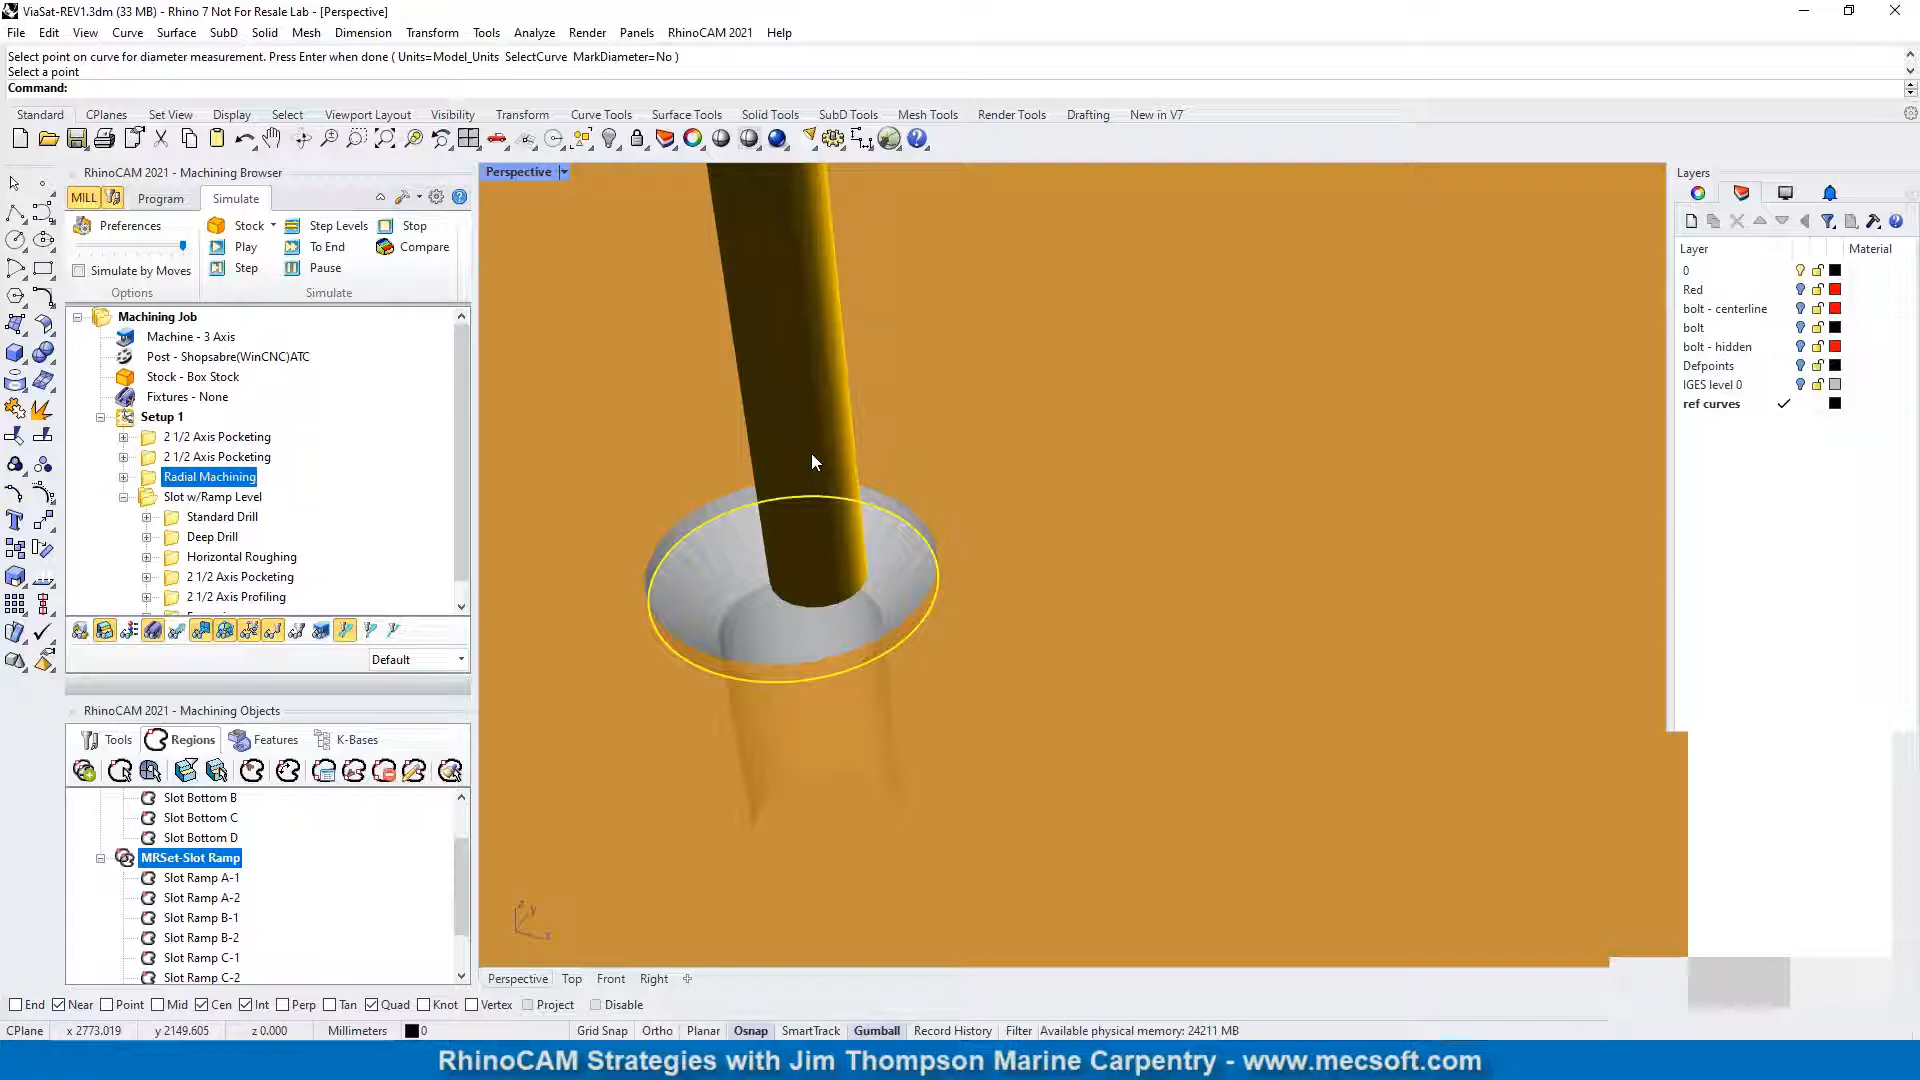 ViaSat-REV1.3dm (33 MB) - Rhino 7 Not For Resale Lab - [Perspective]
File Edit View Curve Surface SubD Solid Mesh Dimension Transform Tools Analyze Render Panels RhinoCAM 2021 Help
Select point on curve for diameter measurement. Press Enter when done ( Units=Model_Units SelectCurve MarkDiameter=No )
Select a point
Command:
Standard CPlanes Set View Display Select Viewport Layout Visibility Transform Curve Tools Surface Tools Solid Tools SubD Tools Mesh Tools Render Tools Drafting New in V7
RhinoCAM 2021 - Machining Browser
MILL Program Simulate
Preferences Stock Step Levels Stop
Play To End Compare
Simulate by Moves Step Pause
Options Simulate
Machining Job
Machine - 3 Axis
Post - Shopsabre(WinCNC)ATC
Stock - Box Stock
Fixtures - None
Setup 1
2 1/2 Axis Pocketing
2 1/2 Axis Pocketing
Radial Machining
Slot w/Ramp Level
Standard Drill
Deep Drill
Horizontal Roughing
2 1/2 Axis Pocketing
2 1/2 Axis Profiling
Default
RhinoCAM 2021 - Machining Objects
Tools Regions Features K-Bases
Slot Bottom B
Slot Bottom C
Slot Bottom D
MRSet-Slot Ramp
Slot Ramp A-1
Slot Ramp A-2
Slot Ramp B-1
Slot Ramp B-2
Slot Ramp C-1
Slot Ramp C-2
Perspective
z y
x
Perspective Top Front Right
Layers
Layer Material
0
Red
bolt - centerline
bolt
bolt - hidden
Defpoints
IGES level 0
ref curves
End Near Point Mid Cen Int Perp Tan Quad Knot Vertex Project Disable
CPlane x 2773.019 y 2149.605 z 0.000 Millimeters 0 Grid Snap Ortho Planar Osnap SmartTrack Gumball Record History Filter Available physical memory: 24211 MB
RhinoCAM Strategies with Jim Thompson Marine Carpentry - www.mecsoft.com